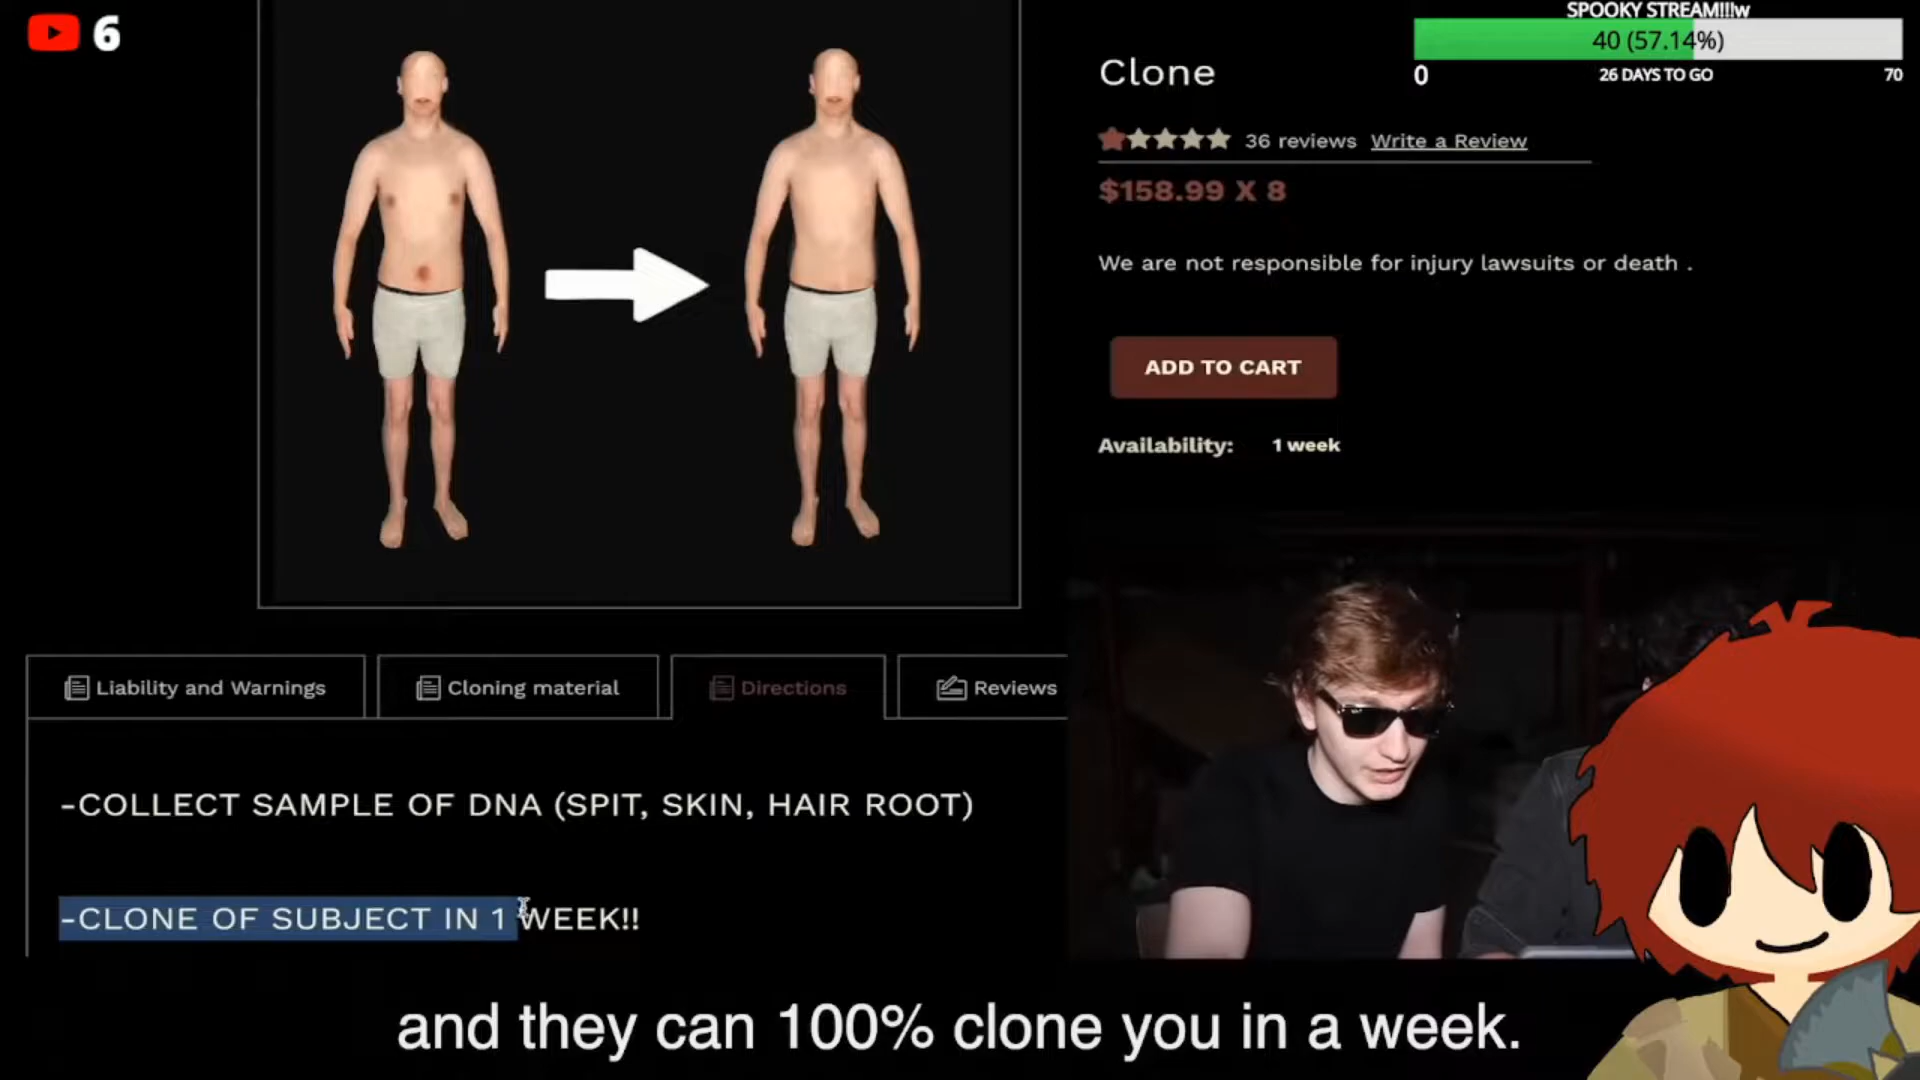 6
SPOOKY STREAM!!!w
40 (57.14%)
0
26 DAYS TO GO
70
Clone
36 reviews Write a Review
$158.99 X 8
We are not responsible for injury lawsuits or death .
ADD TO CART
Availability: 1 week
Liability and Warnings
Cloning material
Directions
Reviews
-COLLECT SAMPLE OF DNA (SPIT, SKIN, HAIR ROOT)
-CLONE OF SUBJECT IN 1 WEEK!!
and they can 100% clone you in a week.